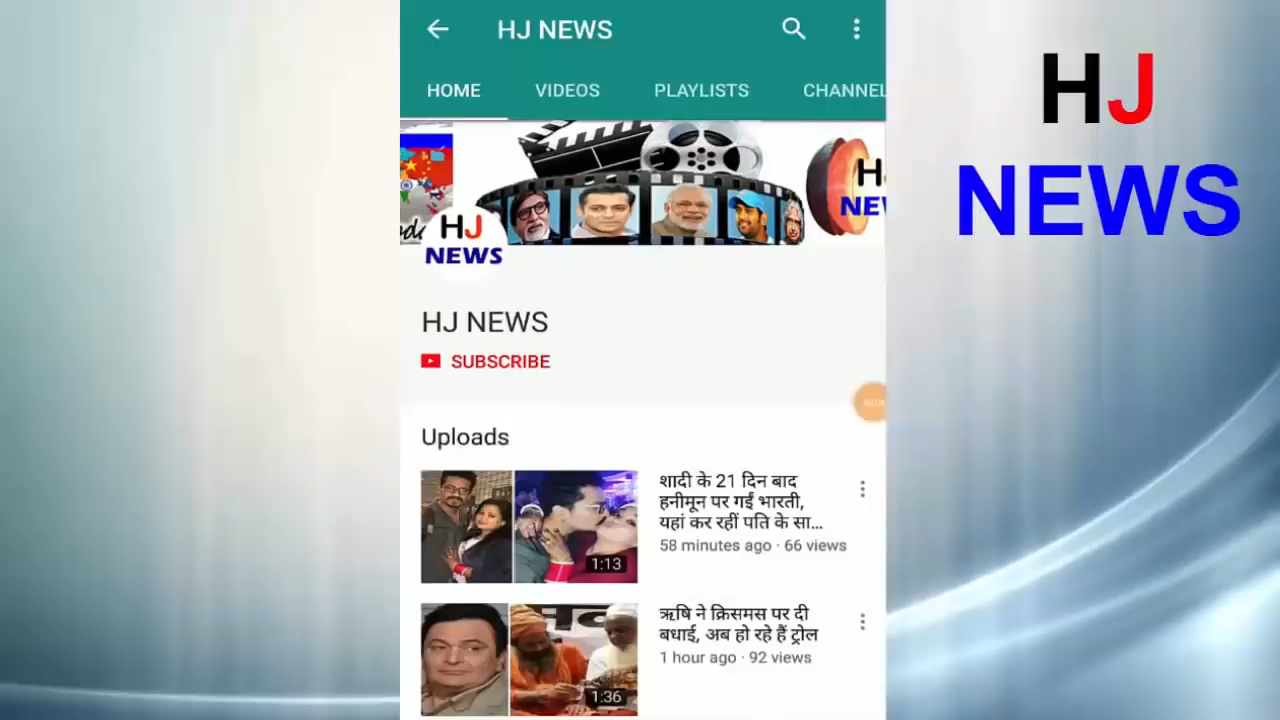 HJ NEWS
HOME VIDEOS PLAYLISTS CHANNEL
HJ
NEWS
HJ
NEWS
HJ NEWS
SUBSCRIBE
Uploads
शादी के 21 दिन बाद
हनीमून पर गईं भारती,
यहां कर रहीं पति के सा...
58 minutes ago · 66 views
1:13
ऋषि ने क्रिसमस पर दी
बधाई, अब हो रहे हैं ट्रोल
1 hour ago · 92 views
1:36